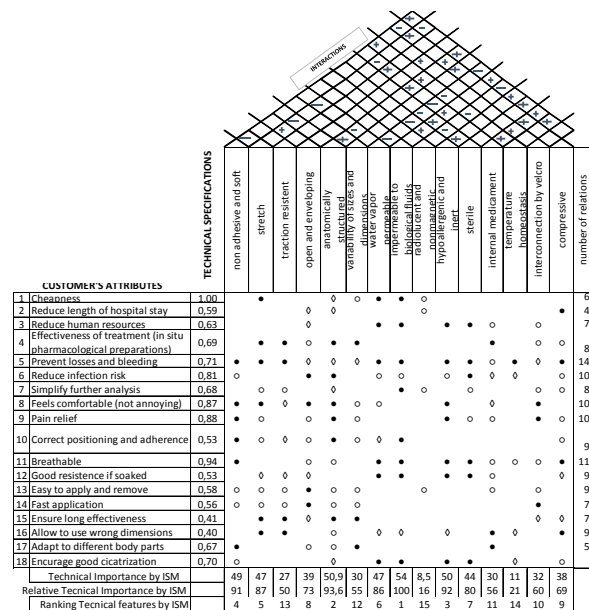 INTERACTIONS
TECHNICAL SPECIFICATIONS
non adhesive and soft
stretch
traction resistent
open and enveloping
anatomically
structured
variability of sizes and
dimensions
water vapor
permeable
impermeable to
biological fluids
radiolucent and
nonmagnetic
hypoallergenic and
inert
sterile
internal medicament
temperature
homeostasis
interconnection by velcro
compressive
number of relations
CUSTOMER'S ATTRIBUTES
1 Cheapness 1.00 6
2 Reduce length of hospital stay 0,59 4
3 Reduce human resources 0,63 7
4 Effectiveness of treatment (in situ
pharmacological preparations) 0,69 8
5 Prevent losses and bleeding 0,71 14
6 Reduce infection risk 0,81 10
7 Simplify further analysis 0,68 8
8 Feels comfortable (not annoying) 0,87 10
9 Pain relief 0,88 10
10 Correct positioning and adherence 0,53 9
11 Breathable 0,94 11
12 Good resistence if soaked 0,53 9
13 Easy to apply and remove 0,58 9
14 Fast application 0,56 7
15 Ensure long effectiveness 0,41 7
16 Allow to use wrong dimensions 0,40 9
17 Adapt to different body parts 0,67 5
18 Encurage good cicatrization 0,70
Technical Importance by ISM 49 47 27 39 50,9 30 47 54 8,5 50 44 30 11 32 38
Relative Tecnical Importance by ISM 91 87 50 73 93,6 55 86 100 16 92 80 56 21 60 69
Ranking Tecnical features by ISM 4 5 13 8 2 12 6 1 15 3 7 11 14 10 9